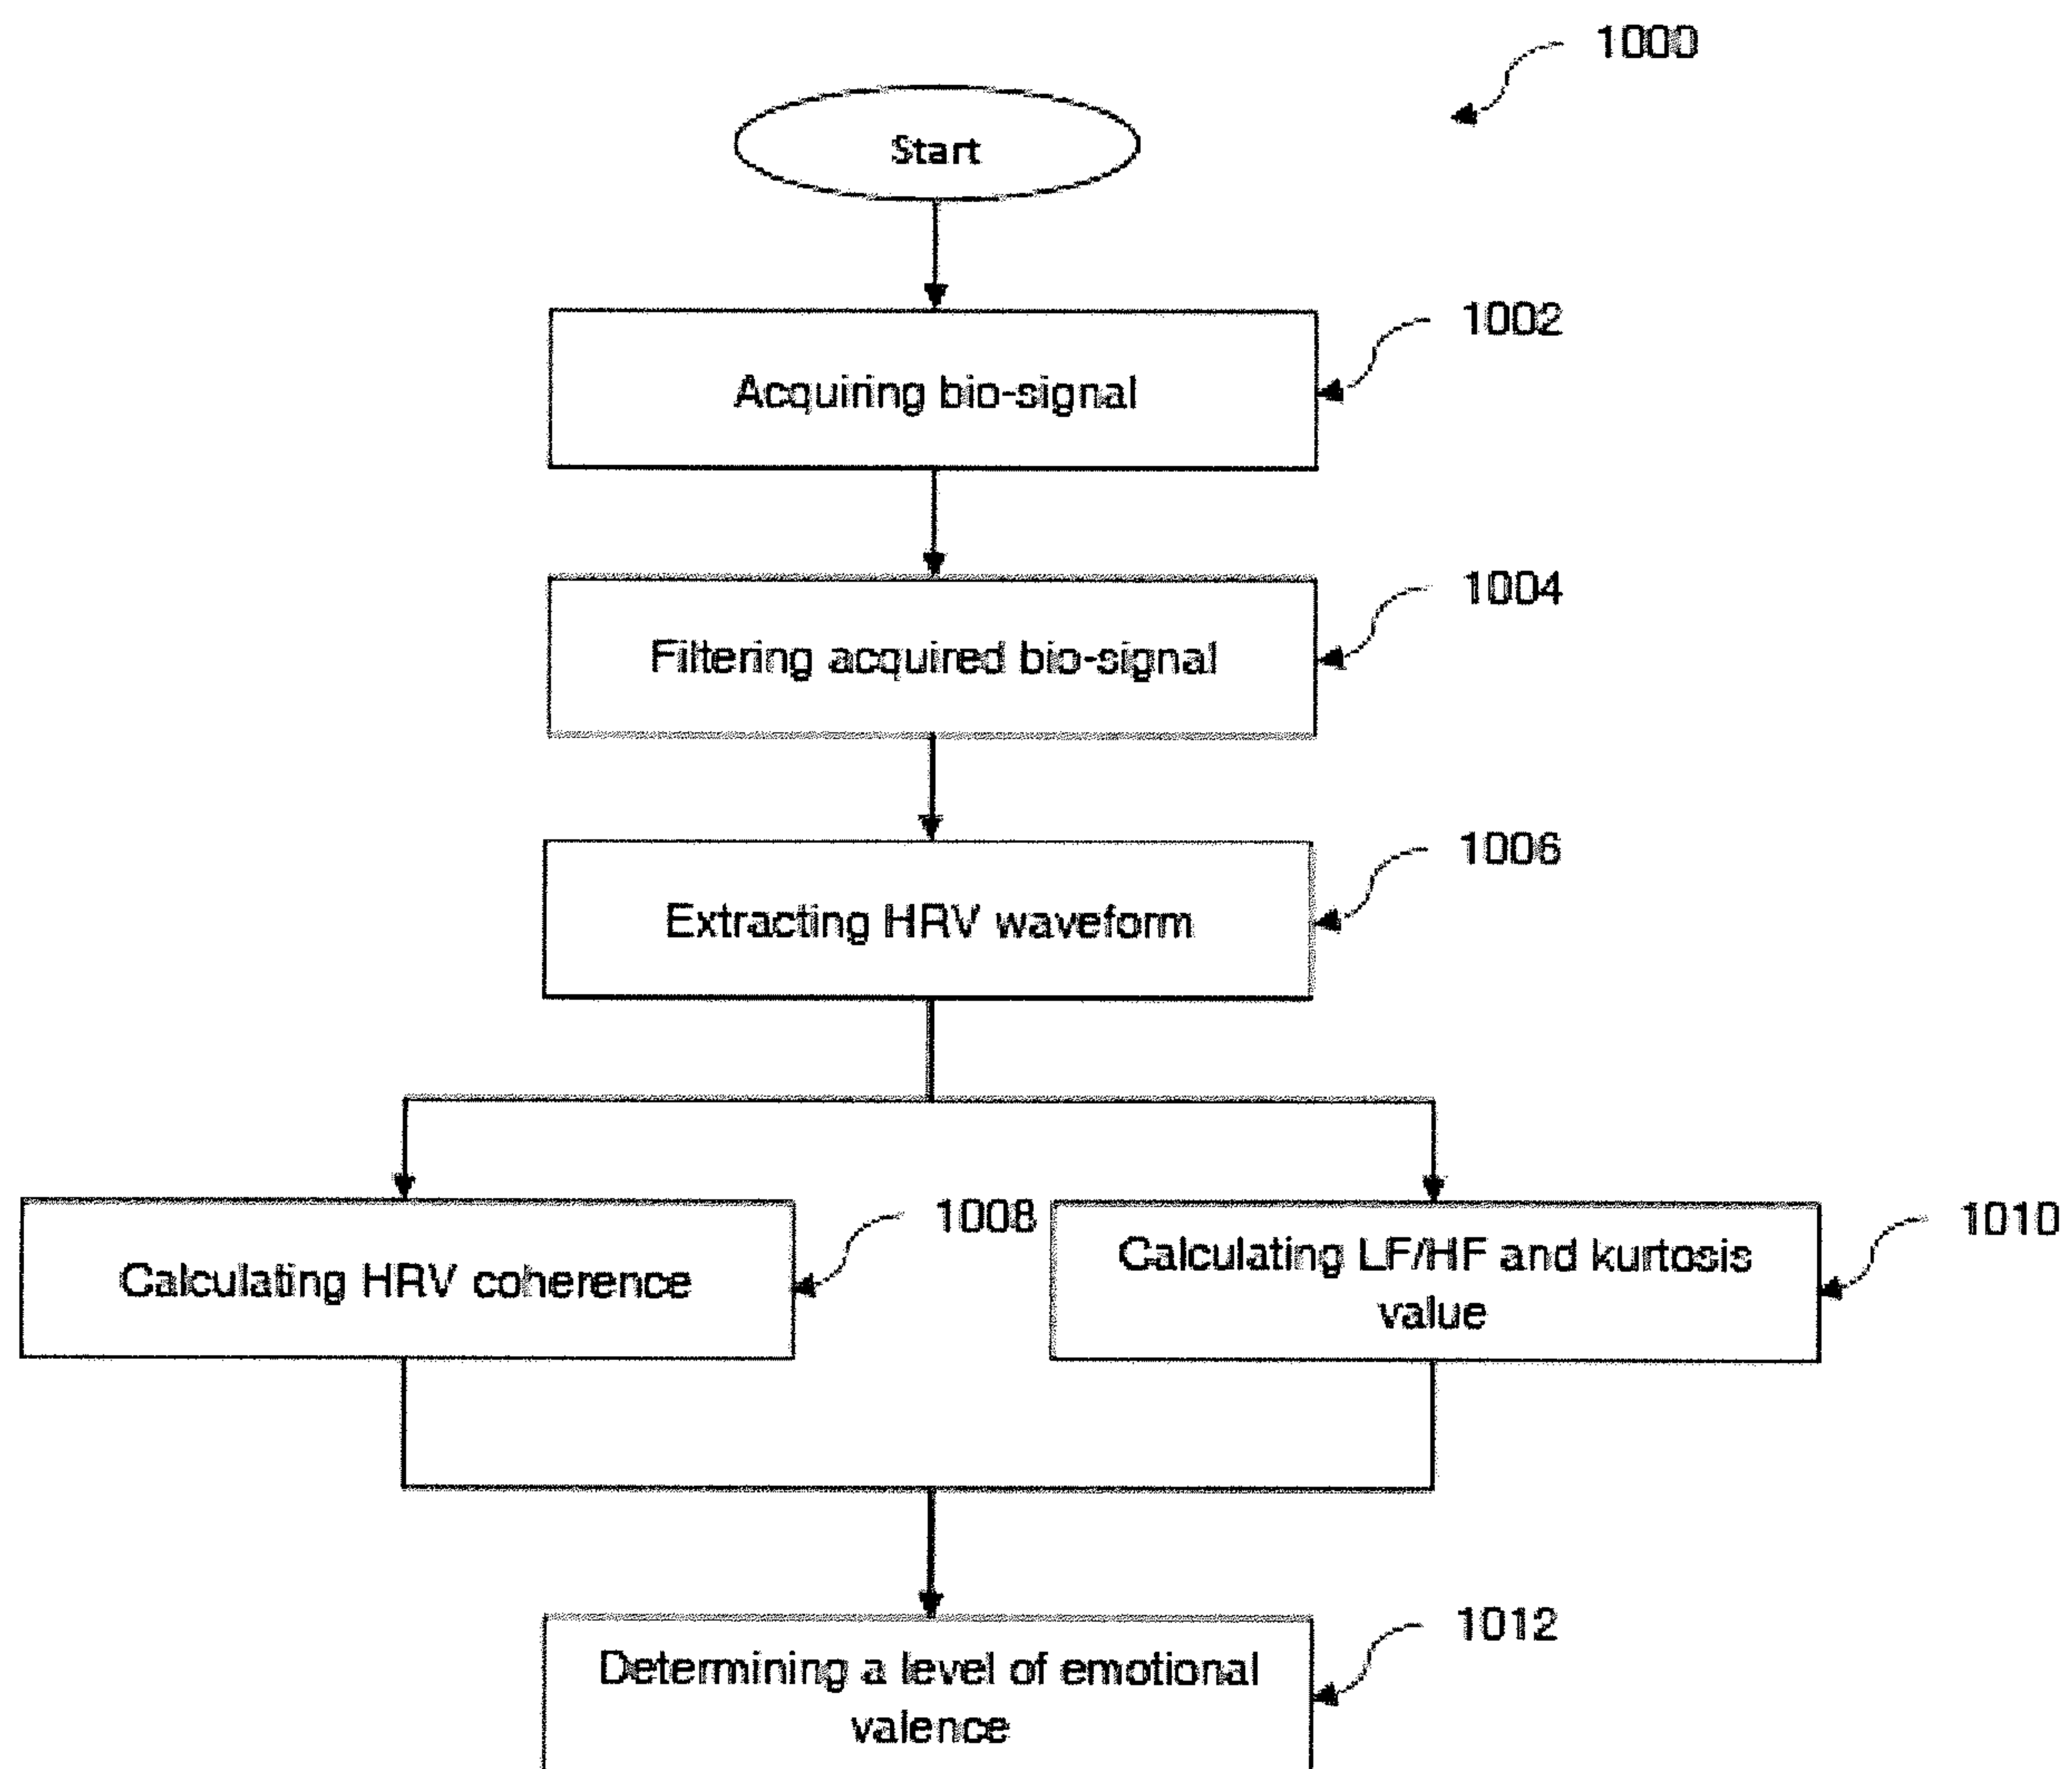 1000
Start
1002
Acquiring bio-signal
1004
Filtering acquired bio-signal
1006
Extracting HRV waveform
1008
Calculating HRV coherence
1010
Calculating LF/HF and kurtosis
value
1012
Determining a level of emotional
valence